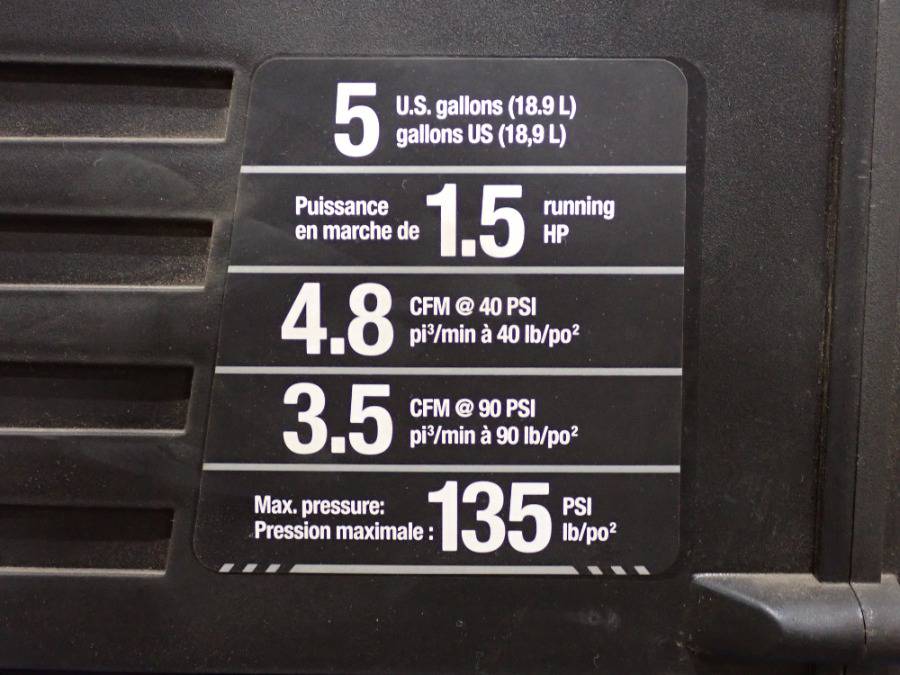 5 U.S. gallons (18.9 L)
gallons US (18,9 L)
Puissance
en marche de 1.5 running
HP
4.8 CFM @ 40 PSI
pi³/min à 40 lb/po²
3.5 CFM @ 90 PSI
pi³/min à 90 lb/po²
Max. pressure:
Pression maximale : 135 PSI
lb/po²